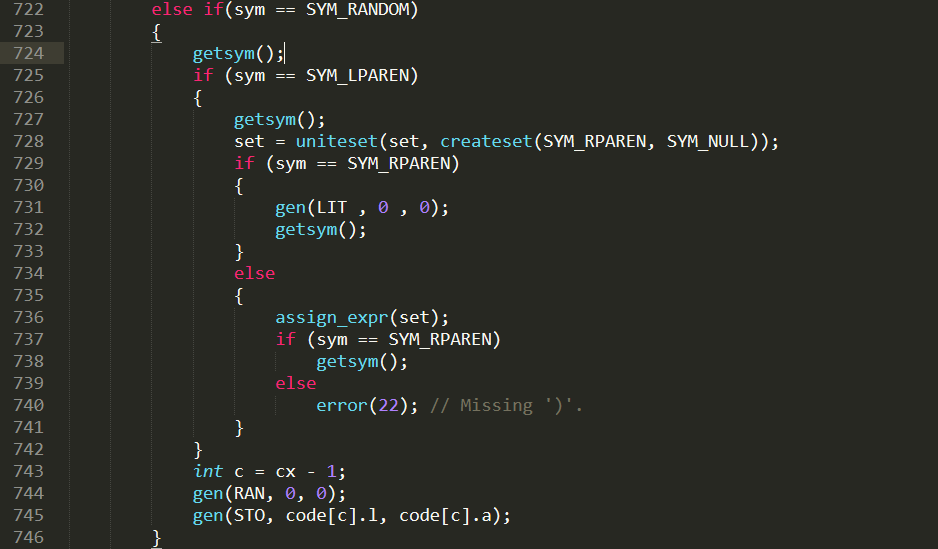 722 else if(sym == SYM_RANDOM)
723 {
724 getsym();
725 if (sym == SYM_LPAREN)
726 {
727 getsym();
728 set = uniteset(set, createset(SYM_RPAREN, SYM_NULL));
729 if (sym == SYM_RPAREN)
730 {
731 gen(LIT , 0 , 0);
732 getsym();
733 }
734 else
735 {
736 assign_expr(set);
737 if (sym == SYM_RPAREN)
738 getsym();
739 else
740 error(22); // Missing ')'.
741 }
742 }
743 int c = cx - 1;
744 gen(RAN, 0, 0);
745 gen(STO, code[c].l, code[c].a);
746 }